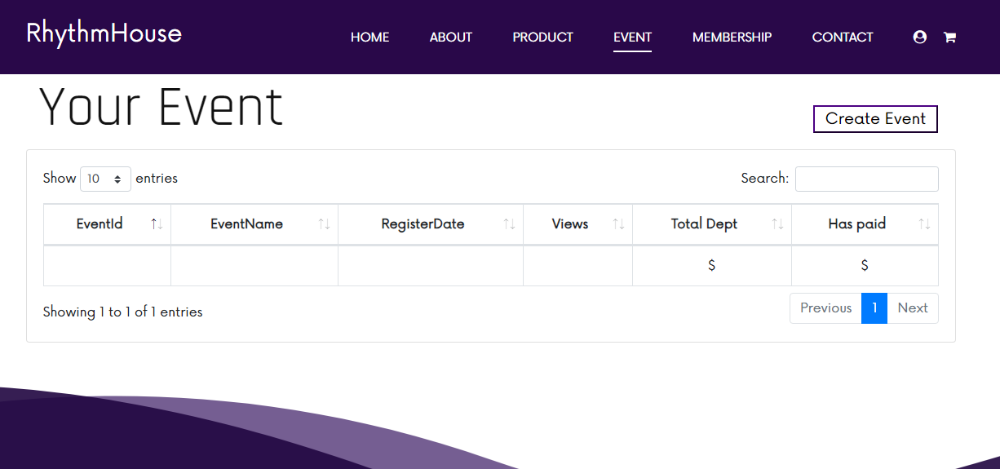 RhythmHouse HOME ABOUT PRODUCT EVENT MEMBERSHIP CONTACT
Your Event
Create Event
Show 10 entries Search:
EventId EventName RegisterDate Views Total Dept Has paid
$ $
Showing 1 to 1 of 1 entries Previous 1 Next